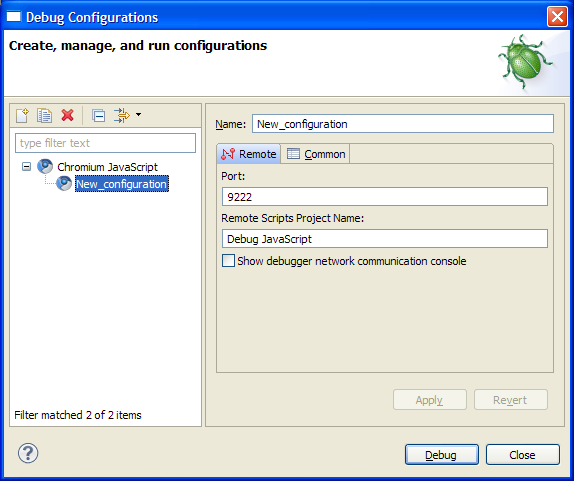 Debug Configurations
Create, manage, and run configurations
type filter text
Chromium JavaScript
New_configuration
Filter matched 2 of 2 items
Name: New_configuration
Remote Common
Port:
9222
Remote Scripts Project Name:
Debug JavaScript
Show debugger network communication console
Apply Revert
? Debug Close